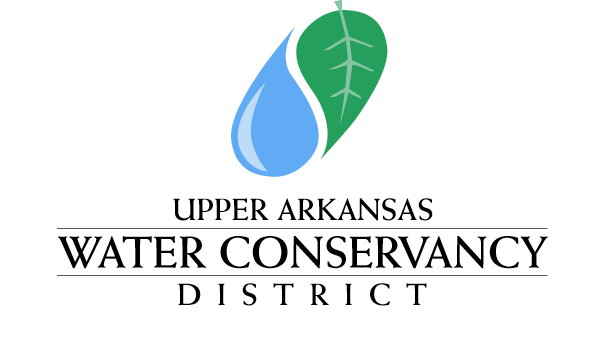 UPPER ARKANSAS
WATER CONSERVANCY
DISTRICT